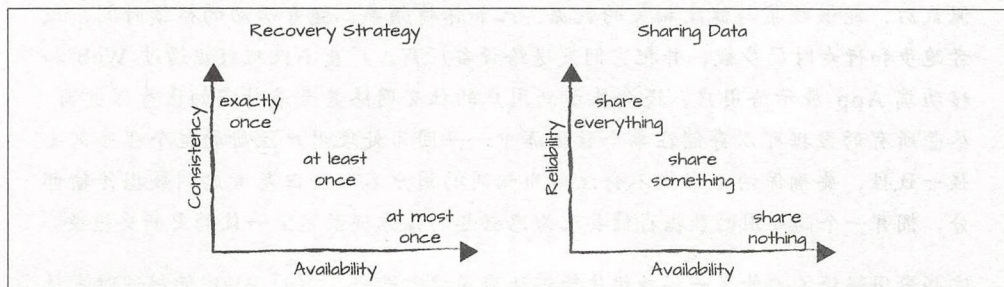 Recovery Strategy
Consistency
exactly
once
at least
once
at most
once
Availability
Sharing Data
Reliability
share
everything
share
something
share
nothing
Availability